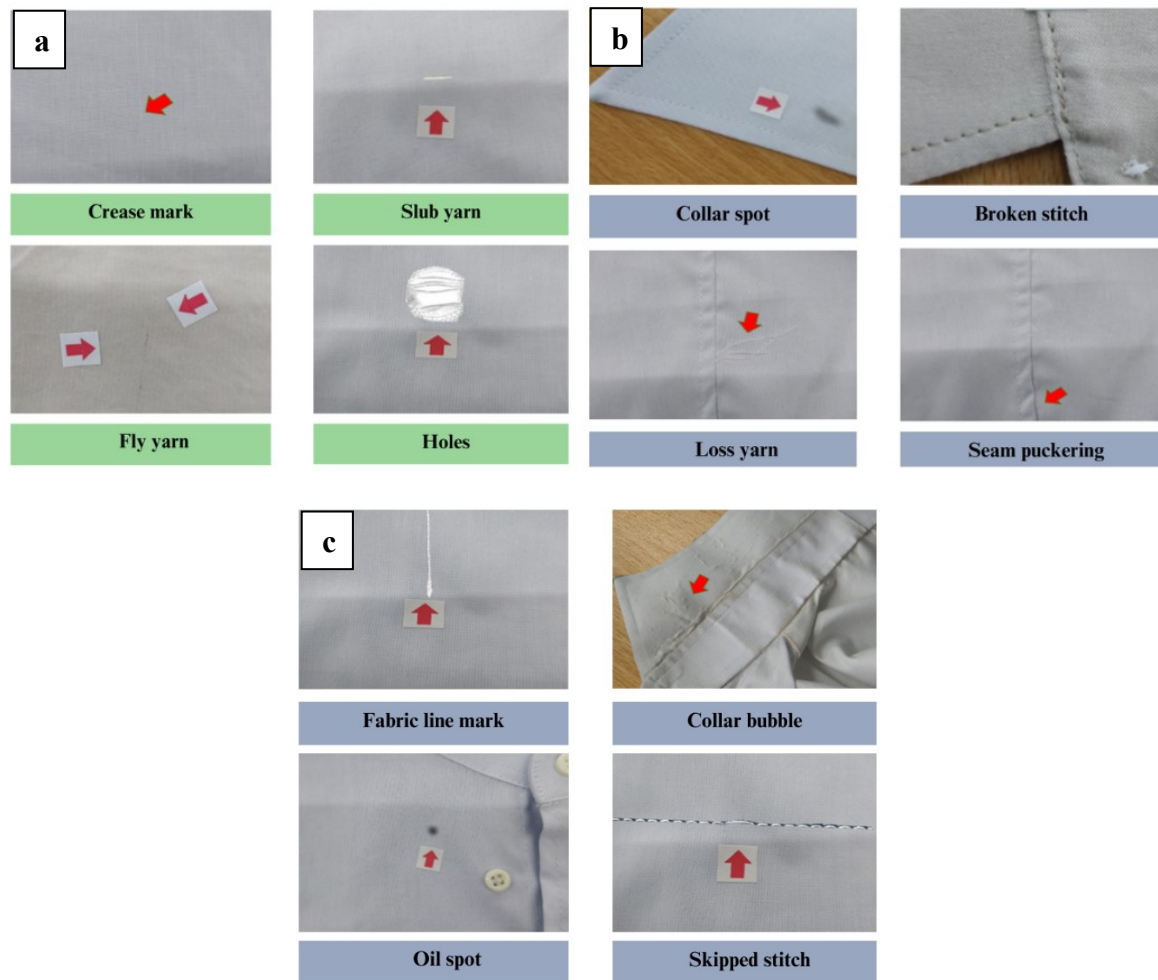 a
Crease mark
Slub yarn
Fly yarn
Holes
b
Collar spot
Broken stitch
Loss yarn
Seam puckering
c
Fabric line mark
Collar bubble
Oil spot
Skipped stitch